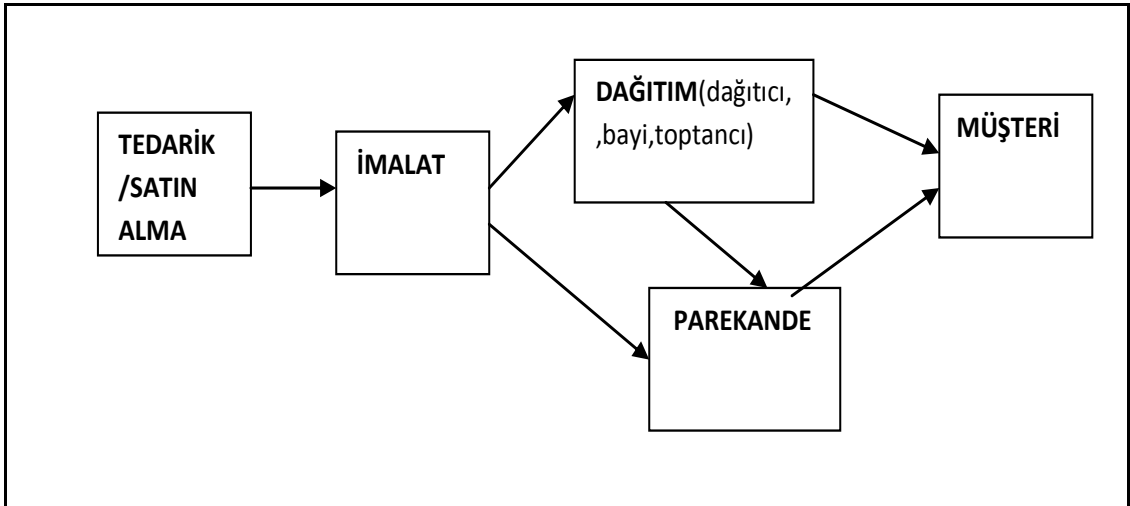 TEDARİK
/SATIN
ALMA
İMALAT
DAĞITIM(dağıtıcı,
,bayi,toptancı)
PAREKANDE
MÜŞTERİ